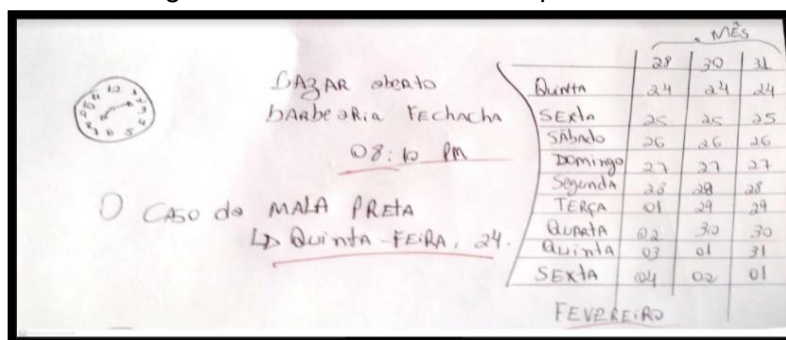 BAZAR aberto
bARbeARia FEchacha
08:10 PM
O CASO da MALA PRETA
↳ Quinta-FEiRA, 24.
MÊS
28 30 31
Quinta 24 24 24
SExta 25 25 25
SÁbado 26 26 26
Domingo 27 27 27
Segunda 28 28 28
TERÇA 01 29 29
QuARtA 02 30 30
Quinta 03 01 31
SEXtA 04 02 01
FEVEREiRO